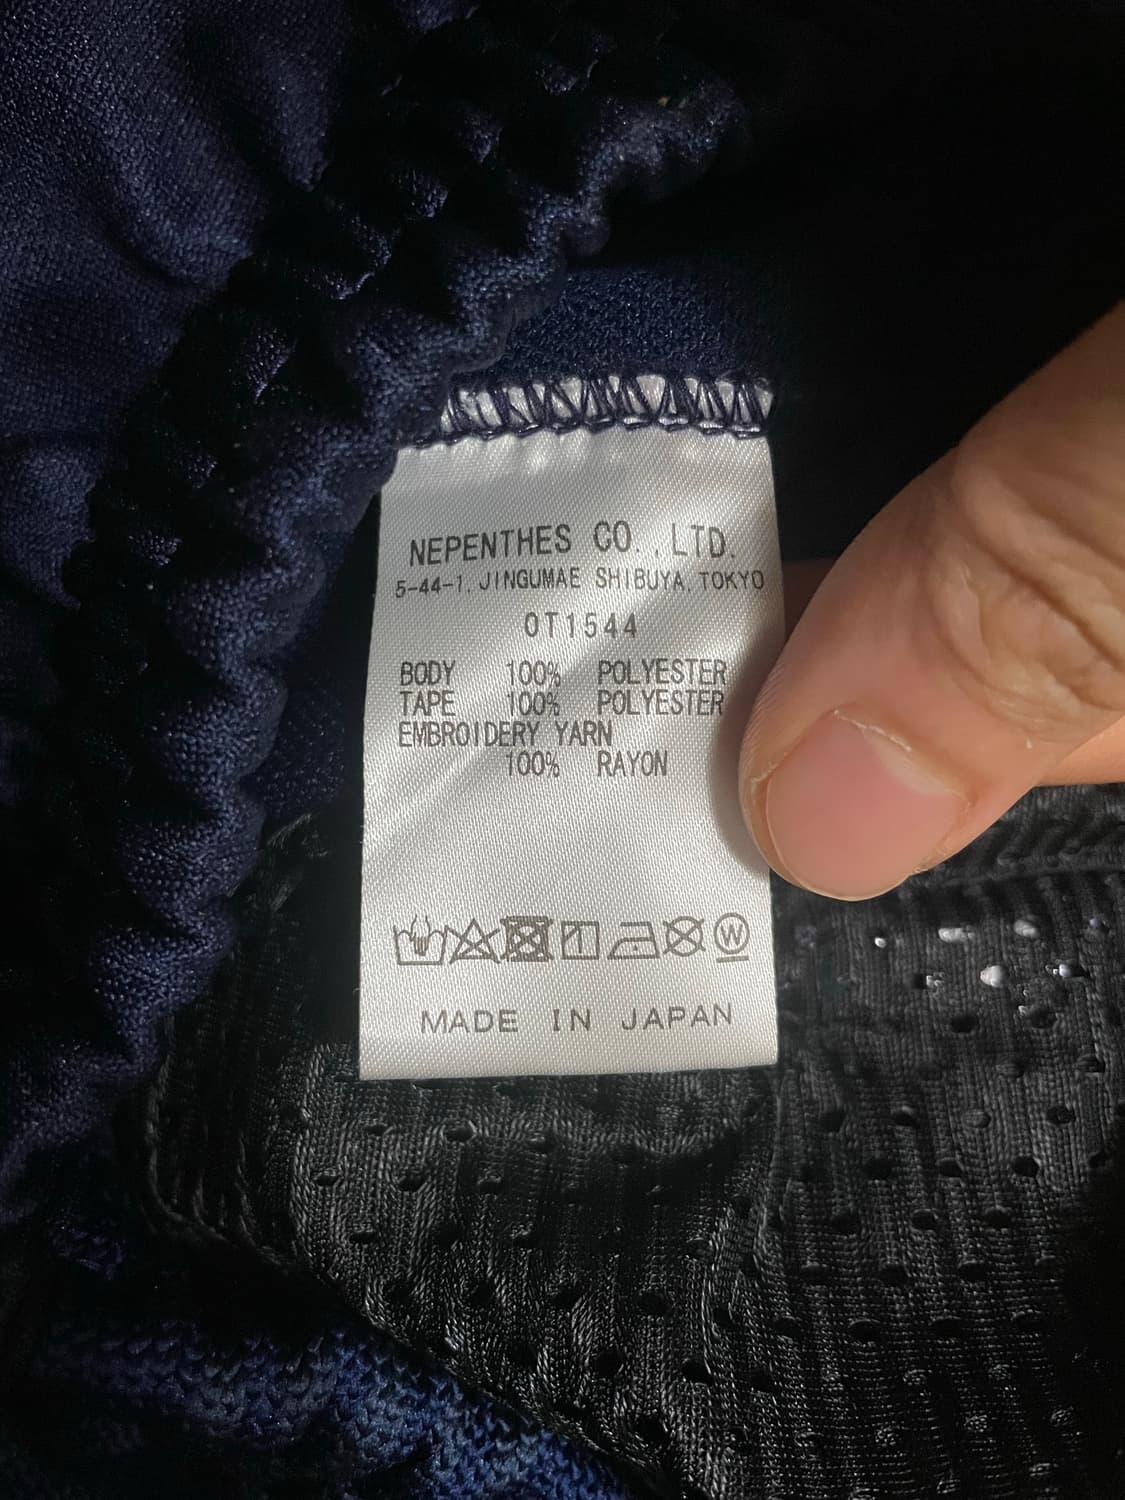 NEPENTHES CO.,LTD.
5-44-1, JINGUMAE SHIBUYA, TOKYO
OT1544
BODY 100% POLYESTER
TAPE 100% POLYESTER
EMBROIDERY YARN
100% RAYON
W
MADE IN JAPAN